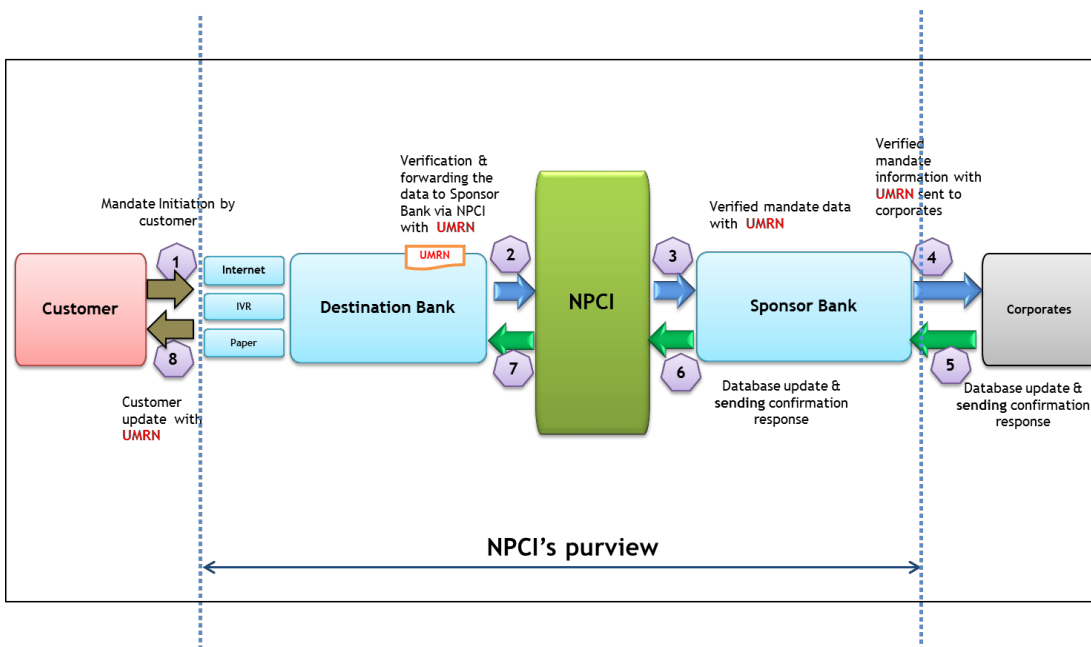 Mandate Initiation by
customer
1
Customer
8
Customer
update with
UMRN
Internet
IVR
Paper
Verification &
forwarding the
data to Sponsor
Bank via NPCI
with UMRN
UMRN
Destination Bank
2
7
NPCI
Verified mandate data
with UMRN
3
6
Sponsor Bank
Database update &
sending confirmation
response
Verified
mandate
information with
UMRN sent to
corporates
4
5
Corporates
Database update &
sending confirmation
response
NPCI's purview